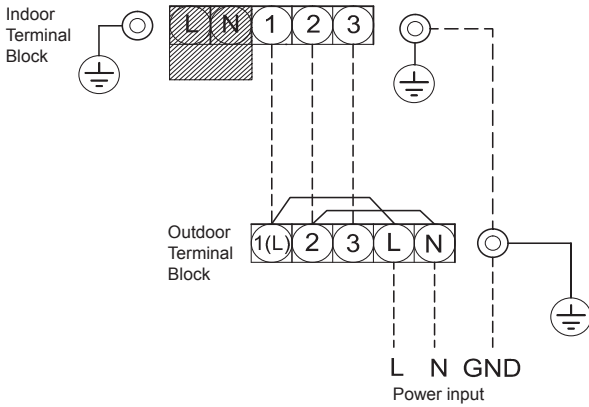 Indoor
Terminal
Block
L N 1 2 3
Outdoor
Terminal
Block
1(L) 2 3 L N
L N GND
Power input